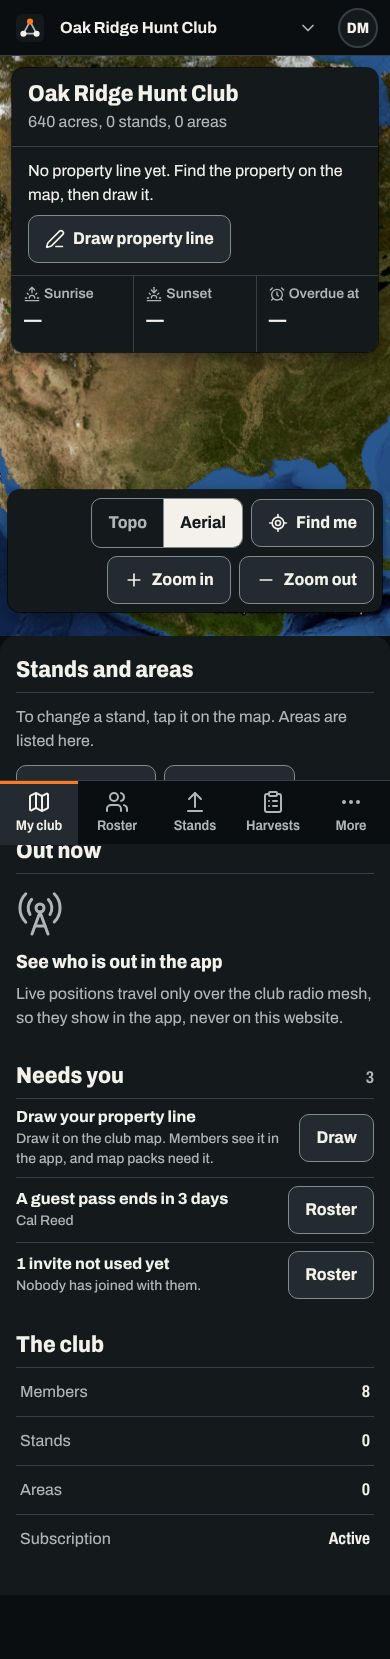 Oak Ridge Hunt Club
DM
Oak Ridge Hunt Club
640 acres, 0 stands, 0 areas
No property line yet. Find the property on the
map, then draw it.
Draw property line
Sunrise
—
Sunset
—
Overdue at
—
Topo
Aerial
Find me
Zoom in
Zoom out
Stands and areas
To change a stand, tap it on the map. Areas are
listed here.
My club
Roster
Stands
Harvests
More
Out now
See who is out in the app
Live positions travel only over the club radio mesh,
so they show in the app, never on this website.
Needs you
3
Draw your property line
Draw it on the club map. Members see it in
the app, and map packs need it.
Draw
A guest pass ends in 3 days
Cal Reed
Roster
1 invite not used yet
Nobody has joined with them.
Roster
The club
Members
8
Stands
0
Areas
0
Subscription
Active